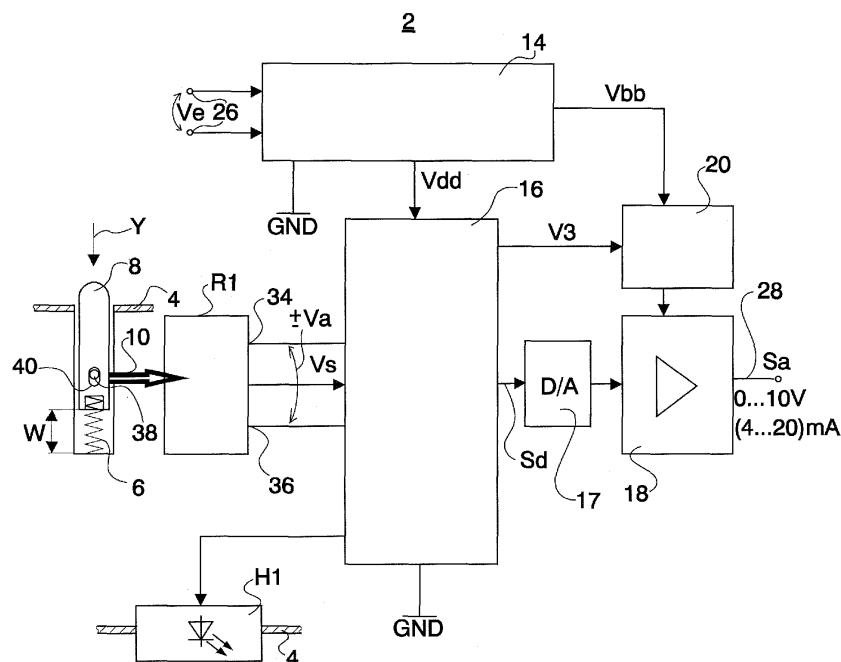 2
14
Ve 26
Vbb
Vdd
GND
16
20
Y
V3
8
R1
34
4
±Va
28
10
Vs
Sa
40
D/A
0...10V
38
(4...20)mA
W
Sd
6
36
17
18
H1
GND
4